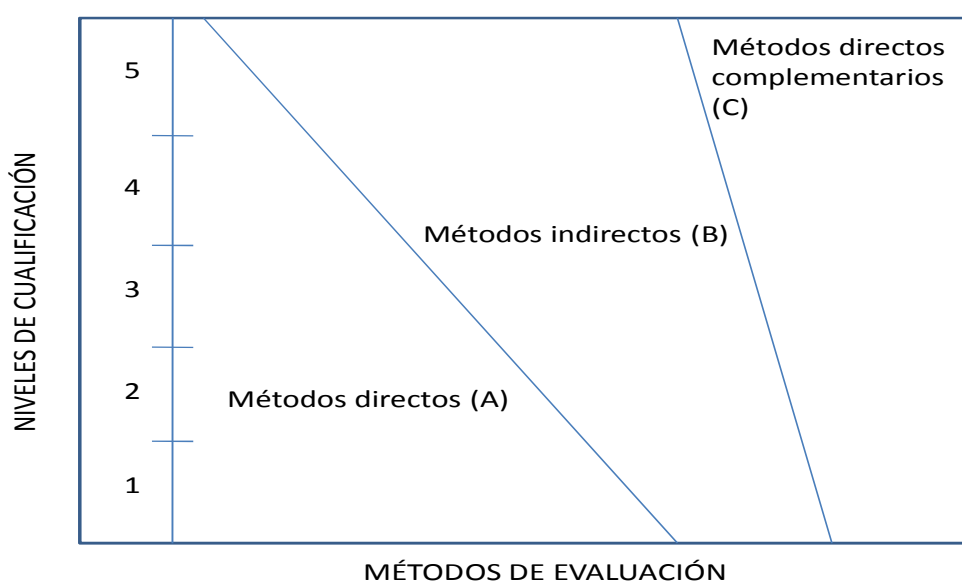 NIVELES DE CUALIFICACIÓN
5
4
3
2
1
Métodos directos
complementarios
(C)
Métodos indirectos (B)
Métodos directos (A)
MÉTODOS DE EVALUACIÓN